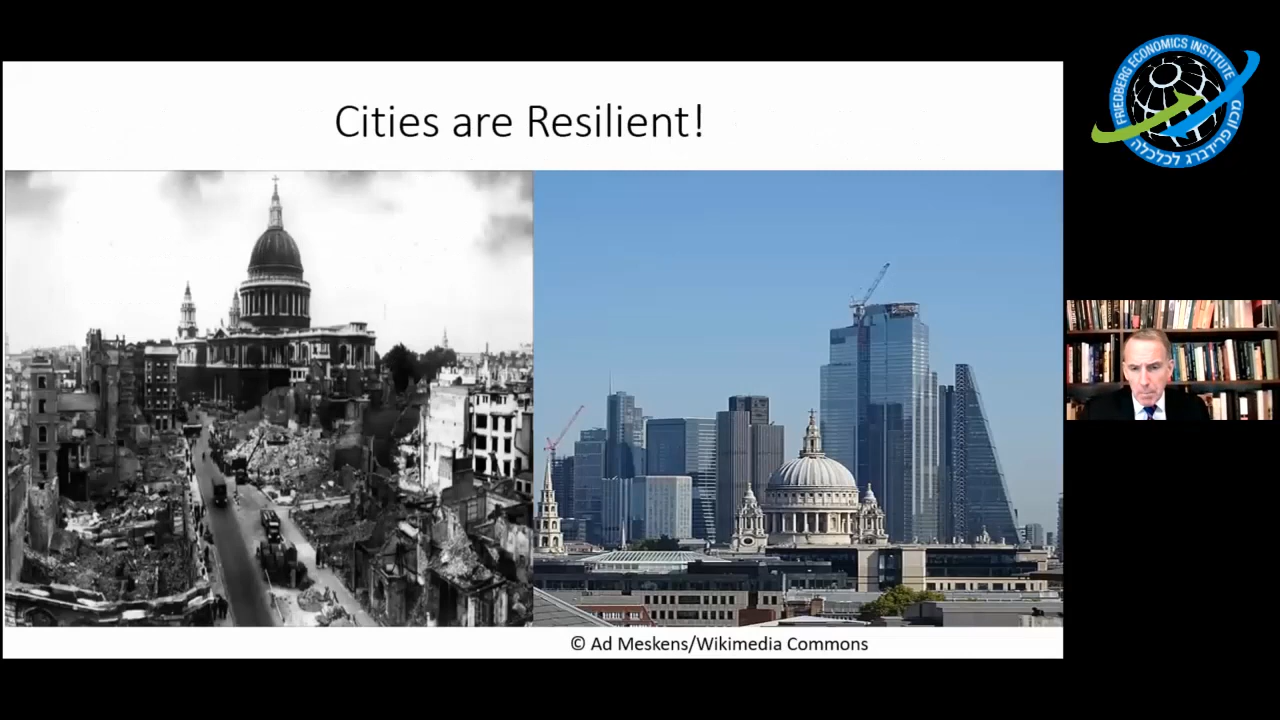 Cities are Resilient!
© Ad Meskens/Wikimedia Commons
FRIEDBERG ECONOMICS INSTITUTE
מכון פרידברג לכלכלה